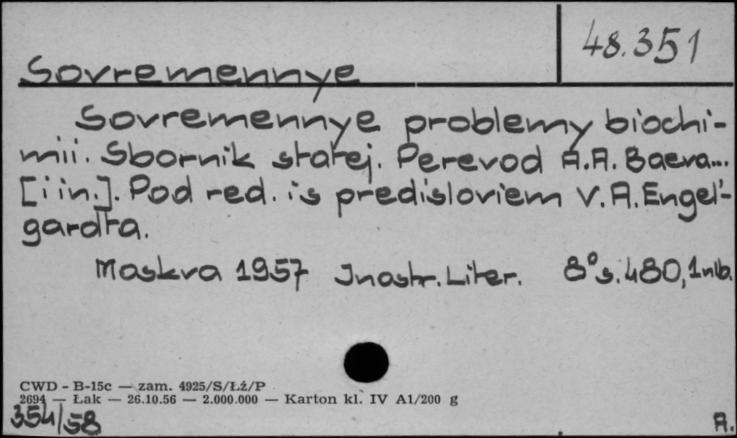 48.351
Sovremennye
Sovremennye problemy biochi-
mii. Sbornik statej. Perevod A.A. Baeva...
[i in.]. Pod red. i s predisloviem V.A. Engel'-
gardta.
Moskva 1957 Inostr. Liter. 8° s. 480, 1 nlb.
CWD - B-15c — zam. 4925/S/Łź/P
2694 — Łak — 26.10.56 — 2.000.000 — Karton kl. IV A1/200 g
354/58
A.